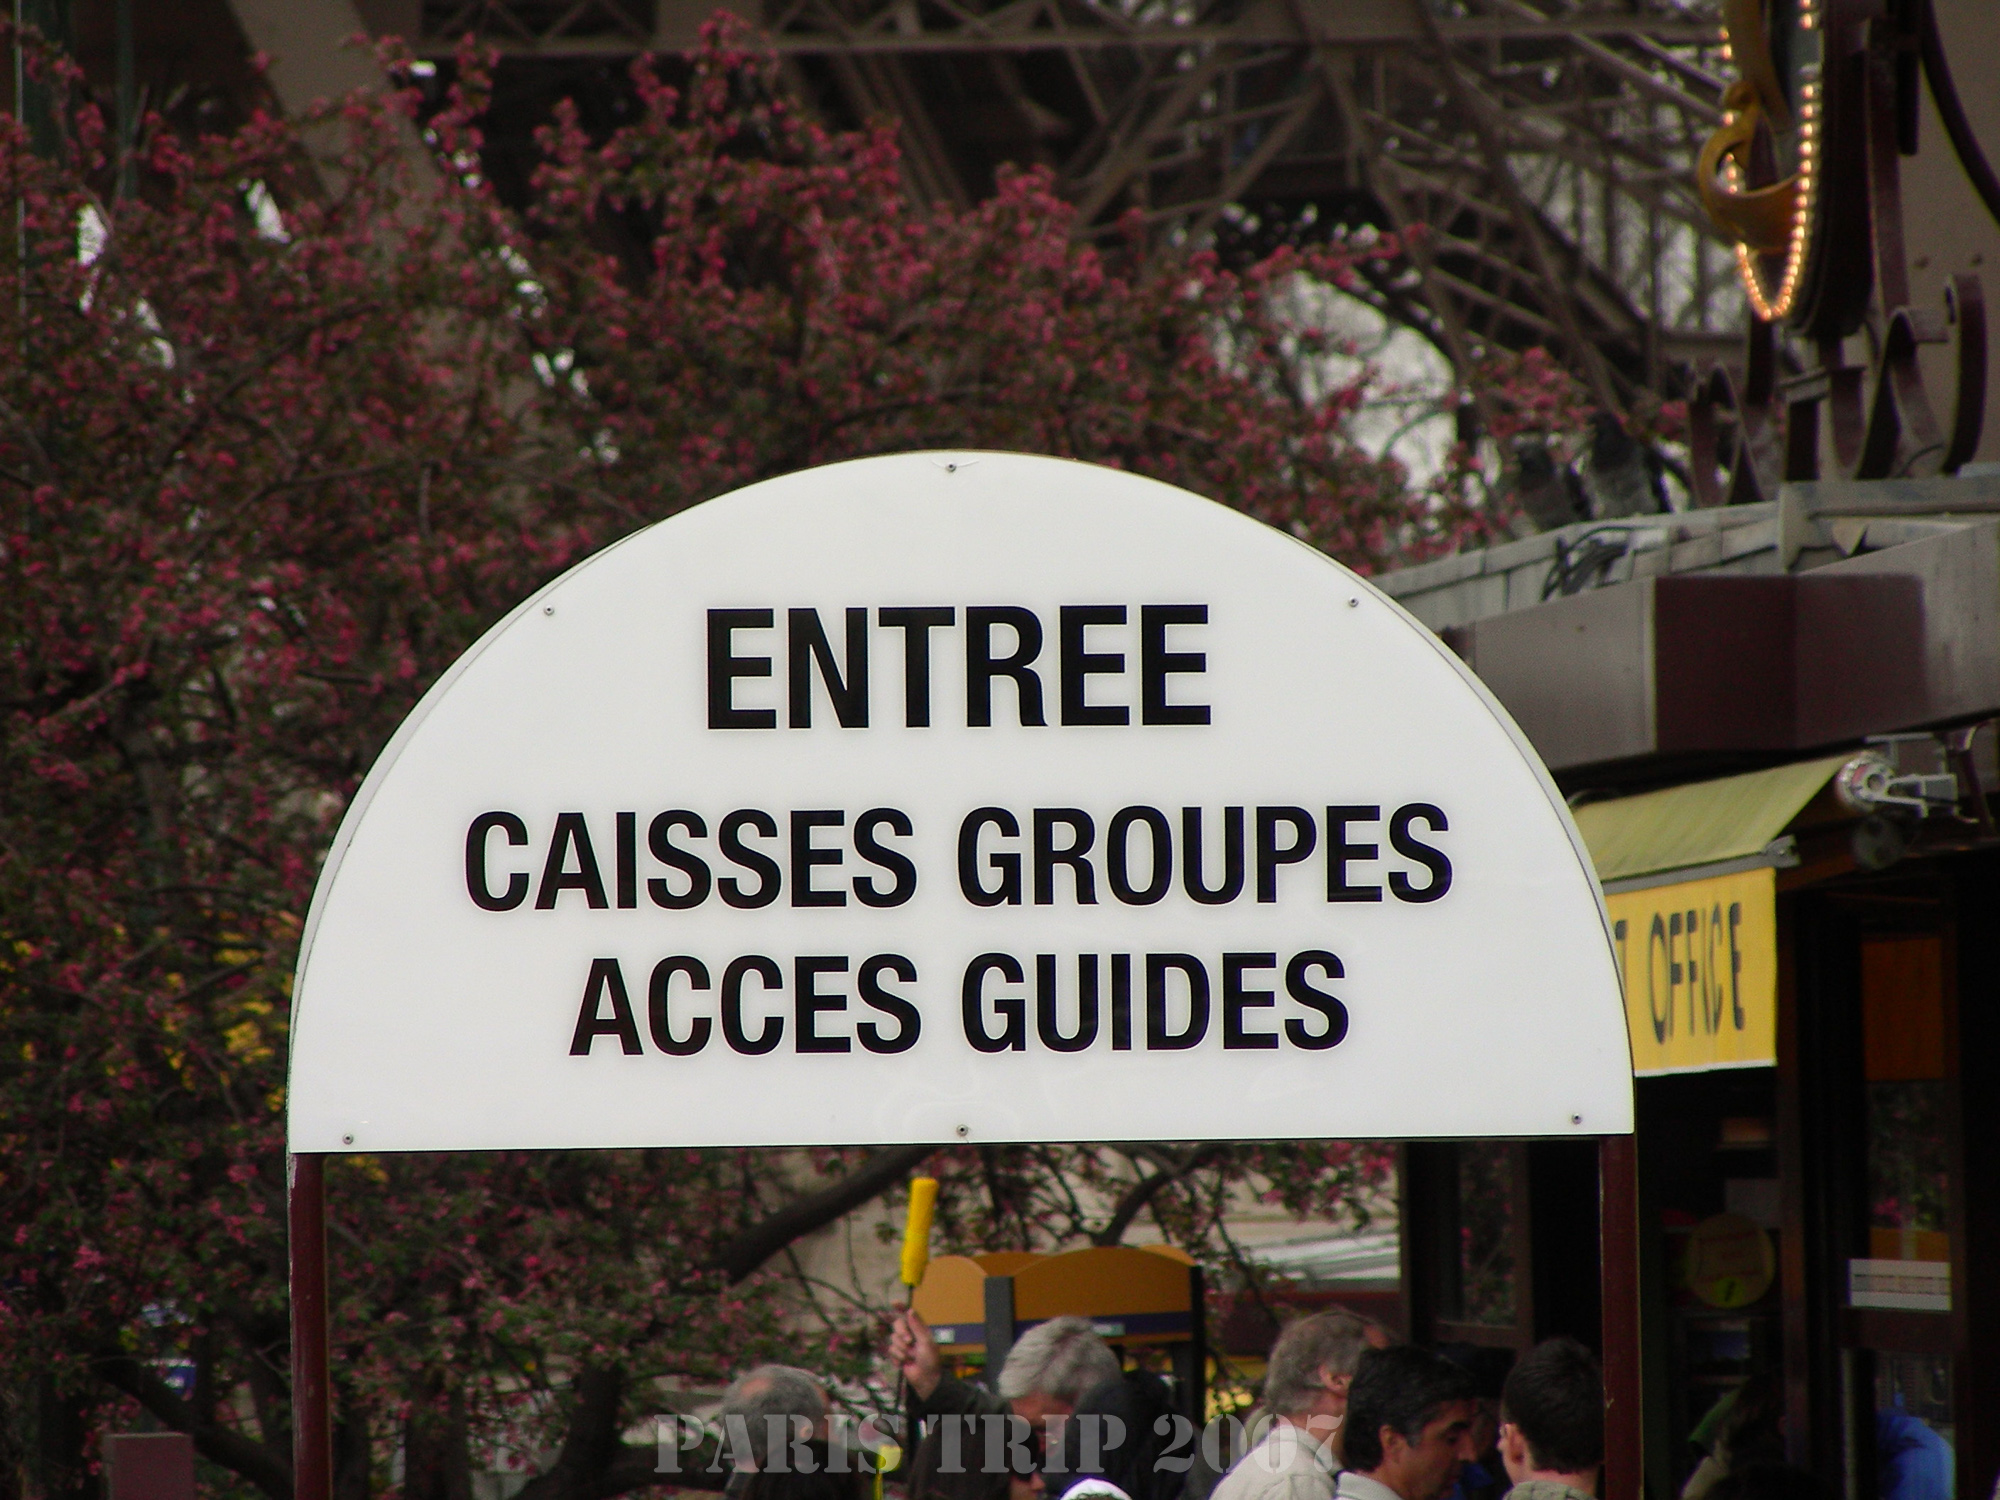 ENTREE
CAISSES GROUPES
ACCES GUIDES
OFFICE
PARIS TRIP 2007